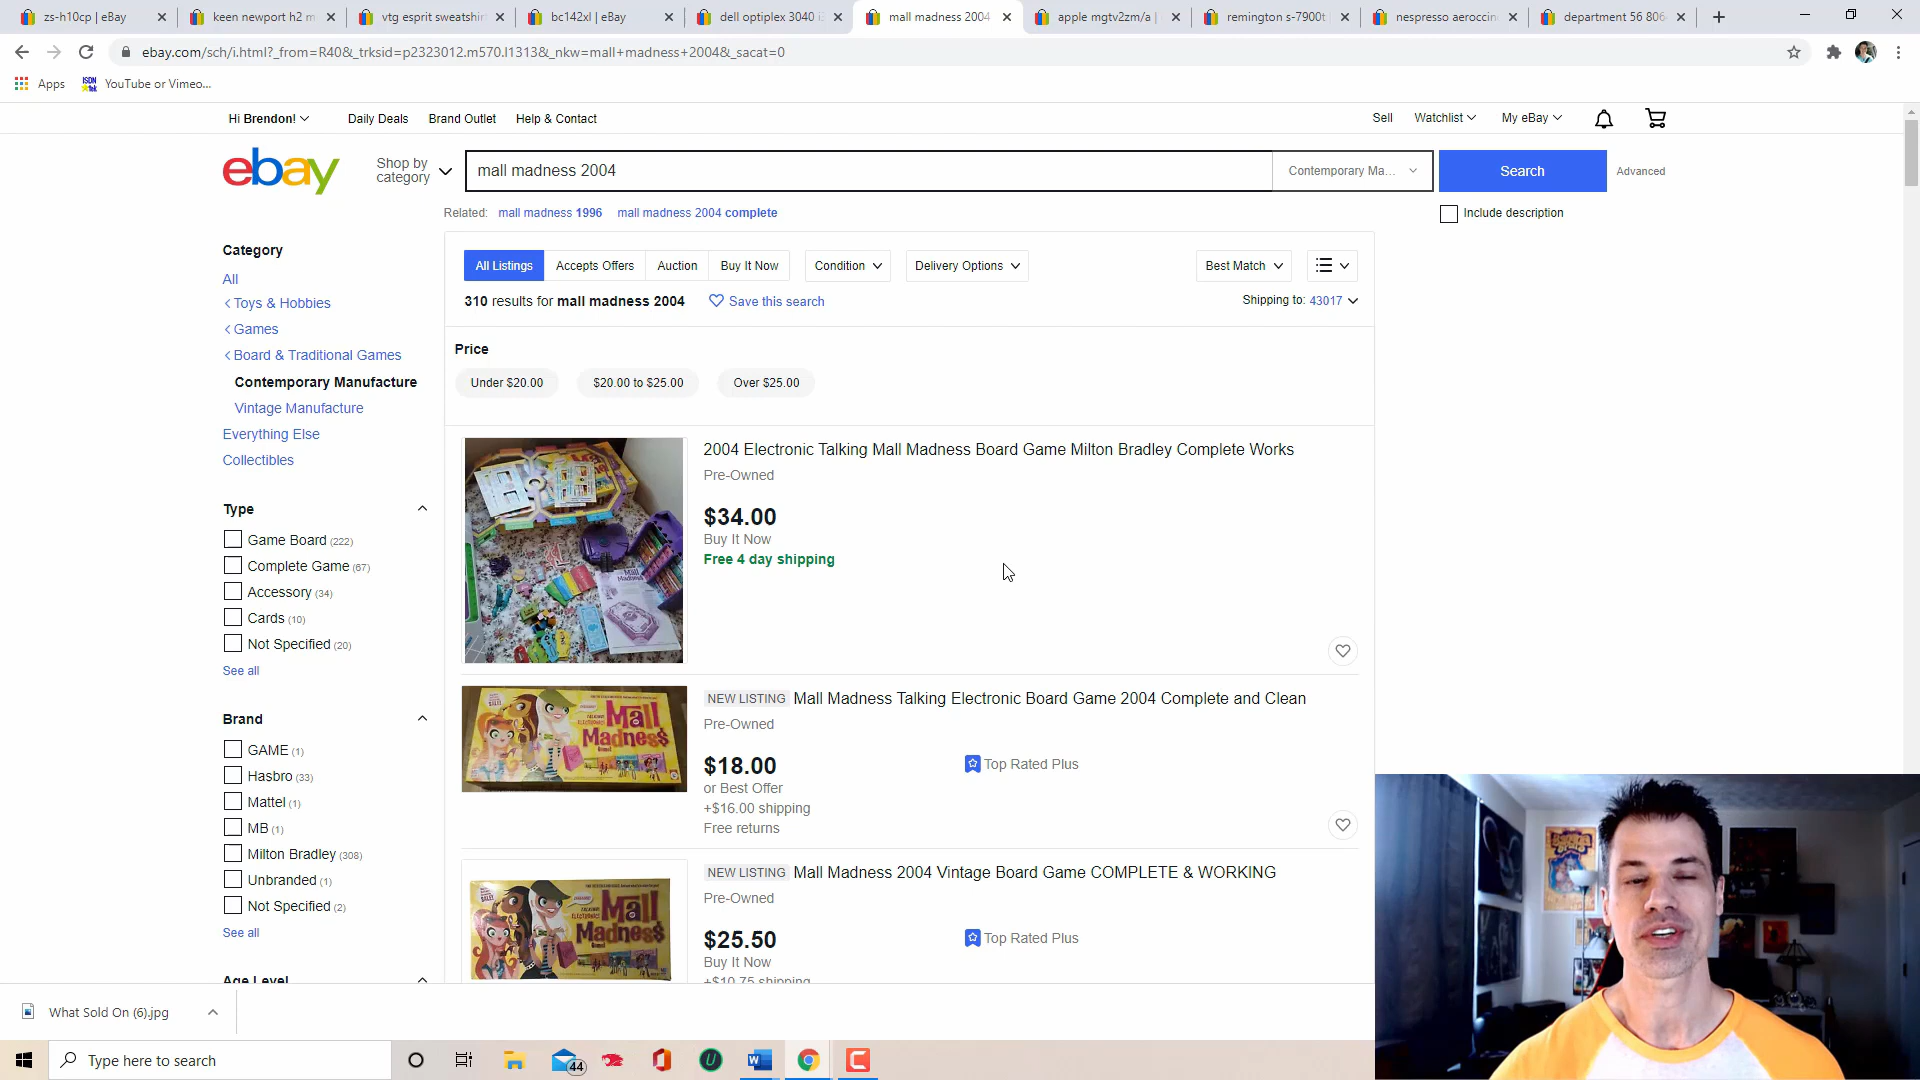 zs-h10cp | eBay
keen newport h2 m
vtg esprit sweatshir
bc142xl | eBay
dell optiplex 3040 i
mall madness 2004
apple mgtv2zm/a |
remington s-7900t
nespresso aeroccin
department 56 806
ebay.com/sch/i.html?_from=R40&_trksid=p2323012.m570.l1313&_nkw=mall+madness+2004&_sacat=0
Apps
YouTube or Vimeo...
Hi Brendon!
Daily Deals
Brand Outlet
Help & Contact
Sell
Watchlist
My eBay
ebay
Shop by
category
mall madness 2004
Contemporary Ma...
Search
Advanced
Related: mall madness 1996 mall madness 2004 complete
Include description
Category
All
Toys & Hobbies
Games
Board & Traditional Games
Contemporary Manufacture
Vintage Manufacture
Everything Else
Collectibles
Type
Game Board (222)
Complete Game (67)
Accessory (34)
Cards (10)
Not Specified (20)
See all
Brand
GAME (1)
Hasbro (33)
Mattel (1)
MB (1)
Milton Bradley (308)
Unbranded (1)
Not Specified (2)
See all
Age Level
All Listings
Accepts Offers
Auction
Buy It Now
Condition
Delivery Options
Best Match
310 results for mall madness 2004
Save this search
Shipping to: 43017
Price
Under $20.00
$20.00 to $25.00
Over $25.00
2004 Electronic Talking Mall Madness Board Game Milton Bradley Complete Works
Pre-Owned
$34.00
Buy It Now
Free 4 day shipping
Mall
Madness
NEW LISTING Mall Madness Talking Electronic Board Game 2004 Complete and Clean
Pre-Owned
$18.00
Top Rated Plus
or Best Offer
+$16.00 shipping
Free returns
Mall
Madness
NEW LISTING Mall Madness 2004 Vintage Board Game COMPLETE & WORKING
Pre-Owned
$25.50
Top Rated Plus
Buy It Now
+$10.75 shipping
What Sold On (6).jpg
Type here to search
44